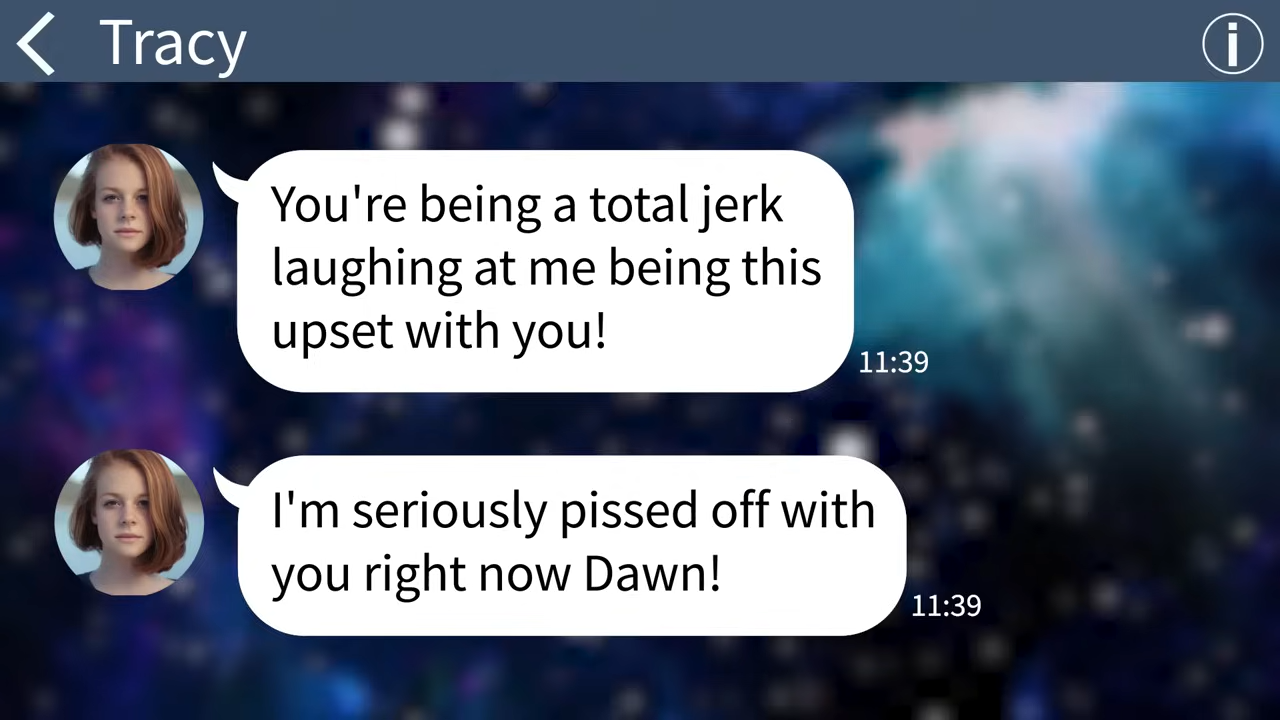 Tracy
You're being a total jerk
laughing at me being this
upset with you!
11:39
I'm seriously pissed off with
you right now Dawn!
11:39